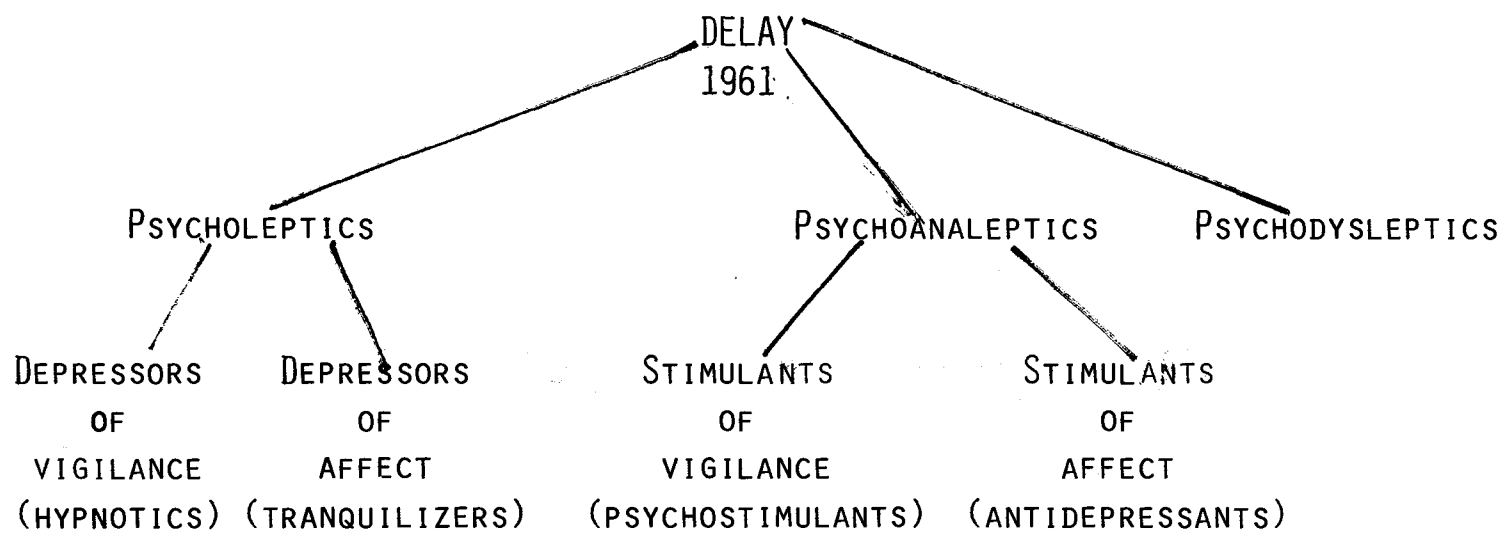 DELAY
1961
PSYCHOLEPTICS PSYCHOANALEPTICS PSYCHODYSLEPTICS
DEPRESSORS DEPRESSORS STIMULANTS STIMULANTS
OF OF OF OF
VIGILANCE AFFECT VIGILANCE AFFECT
(HYPNOTICS) (TRANQUILIZERS) (PSYCHOSTIMULANTS) (ANTIDEPRESSANTS)